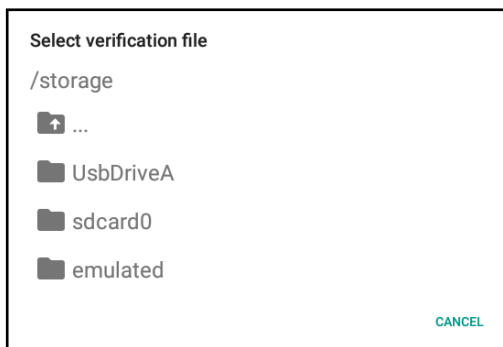 Select verification file
/storage
...
UsbDriveA
sdcard0
emulated
CANCEL